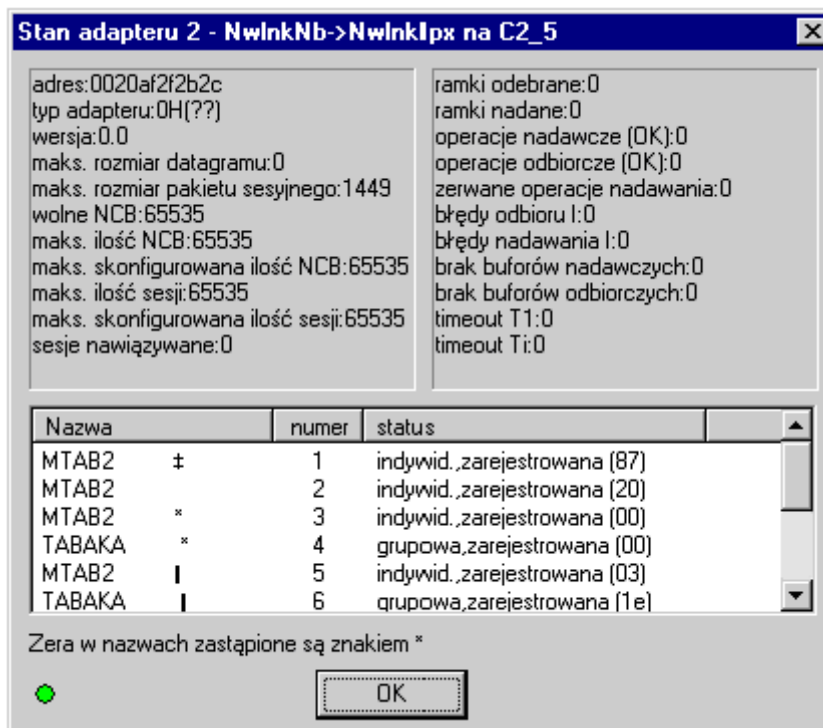 Stan adapteru 2 - NwlnkNb->NwlnkIpx na C2_5
adres:0020af2f2b2c
typ adapteru:0H(??)
wersja:0.0
maks. rozmiar datagramu:0
maks. rozmiar pakietu sesyjnego:1449
wolne NCB:65535
maks. ilość NCB:65535
maks. skonfigurowana ilość NCB:65535
maks. ilość sesji:65535
maks. skonfigurowana ilość sesji:65535
sesje nawiązywane:0
ramki odebrane:0
ramki nadane:0
operacje nadawcze (OK):0
operacje odbiorcze (OK):0
zerwane operacje nadawania:0
błędy odbioru I:0
błędy nadawania I:0
brak buforów nadawczych:0
brak buforów odbiorczych:0
timeout T1:0
timeout Ti:0
Nazwa numer status
MTAB2 ‡ 1 indywid.,zarejestrowana (87)
MTAB2 2 indywid.,zarejestrowana (20)
MTAB2 * 3 indywid.,zarejestrowana (00)
TABAKA * 4 grupowa,zarejestrowana (00)
MTAB2 | 5 indywid.,zarejestrowana (03)
TABAKA | 6 grupowa,zarejestrowana (1e)
Zera w nazwach zastąpione są znakiem *
OK